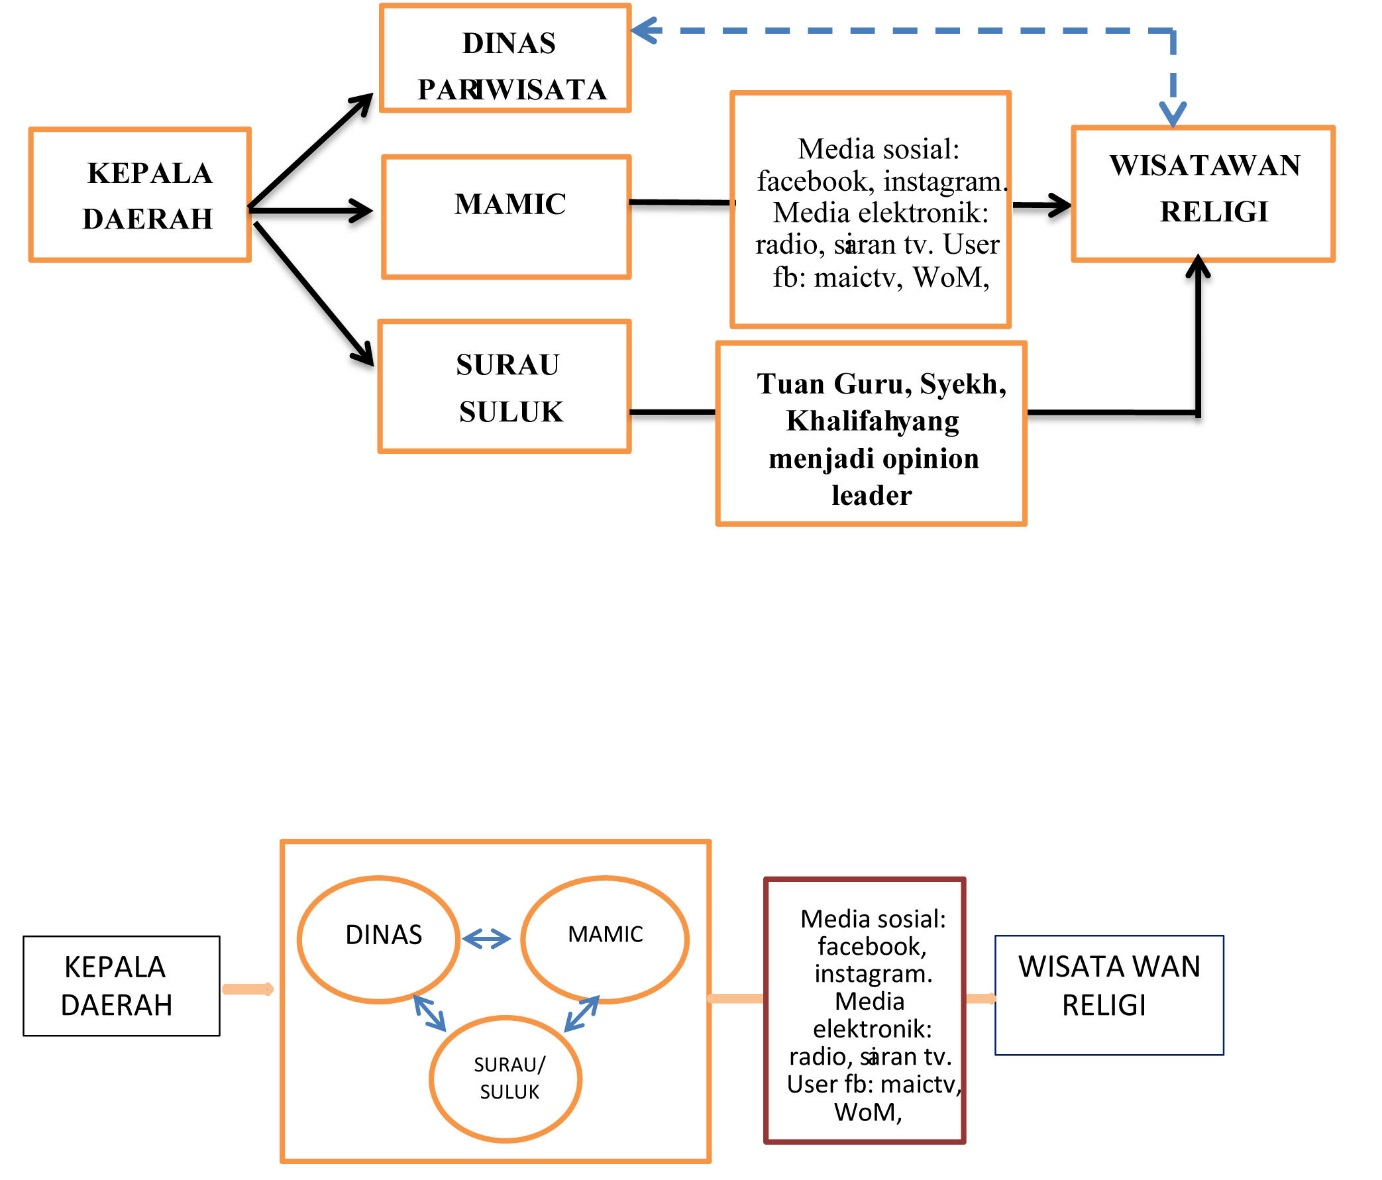 DINAS
PARIWISATA
KEPALA
DAERAH
MAMIC
Media sosial:
facebook, instagram.
Media elektronik:
radio, siaran tv. User
fb: maictv, WoM,
WISATAWAN
RELIGI
SURAU
SULUK
Tuan Guru, Syekh,
Khalifahyang
menjadi opinion
leader
KEPALA
DAERAH
DINAS
MAMIC
SURAU/
SULUK
Media sosial:
facebook,
instagram.
Media
elektronik:
radio, siaran tv.
User fb: maictv,
WoM,
WISATA WAN
RELIGI